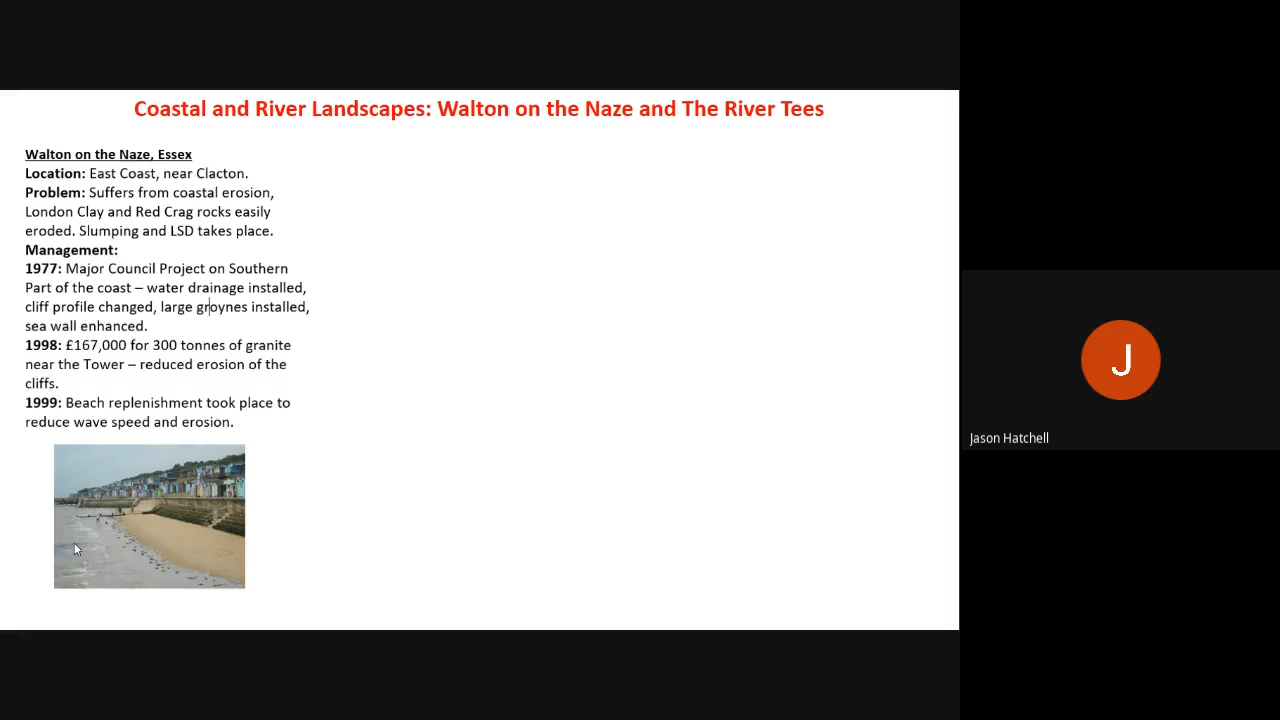 Coastal and River Landscapes: Walton on the Naze and The River Tees
Walton on the Naze, Essex
Location: East Coast, near Clacton.
Problem: Suffers from coastal erosion,
London Clay and Red Crag rocks easily
eroded. Slumping and LSD takes place.
Management:
1977: Major Council Project on Southern
Part of the coast – water drainage installed,
cliff profile changed, large groynes installed,
sea wall enhanced.
1998: £167,000 for 300 tonnes of granite
near the Tower – reduced erosion of the
cliffs.
1999: Beach replenishment took place to
reduce wave speed and erosion.
J
Jason Hatchell